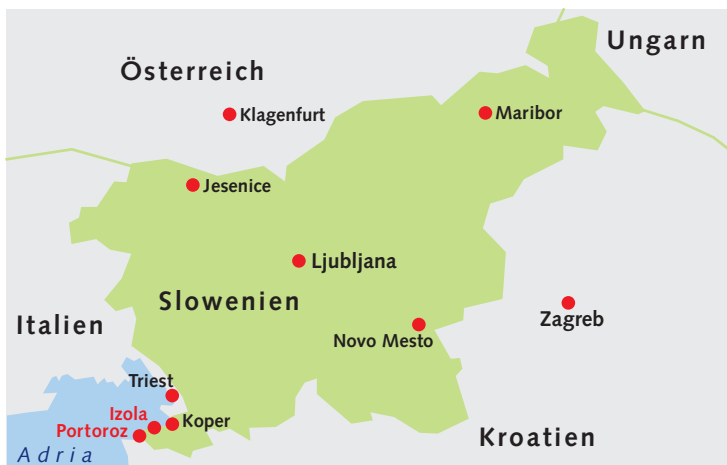 Ungarn
Österreich
Klagenfurt
Maribor
Jesenice
Ljubljana
Slowenien
Zagreb
Italien
Novo Mesto
Triest
Izola
Koper
Portoroz
Kroatien
Adria